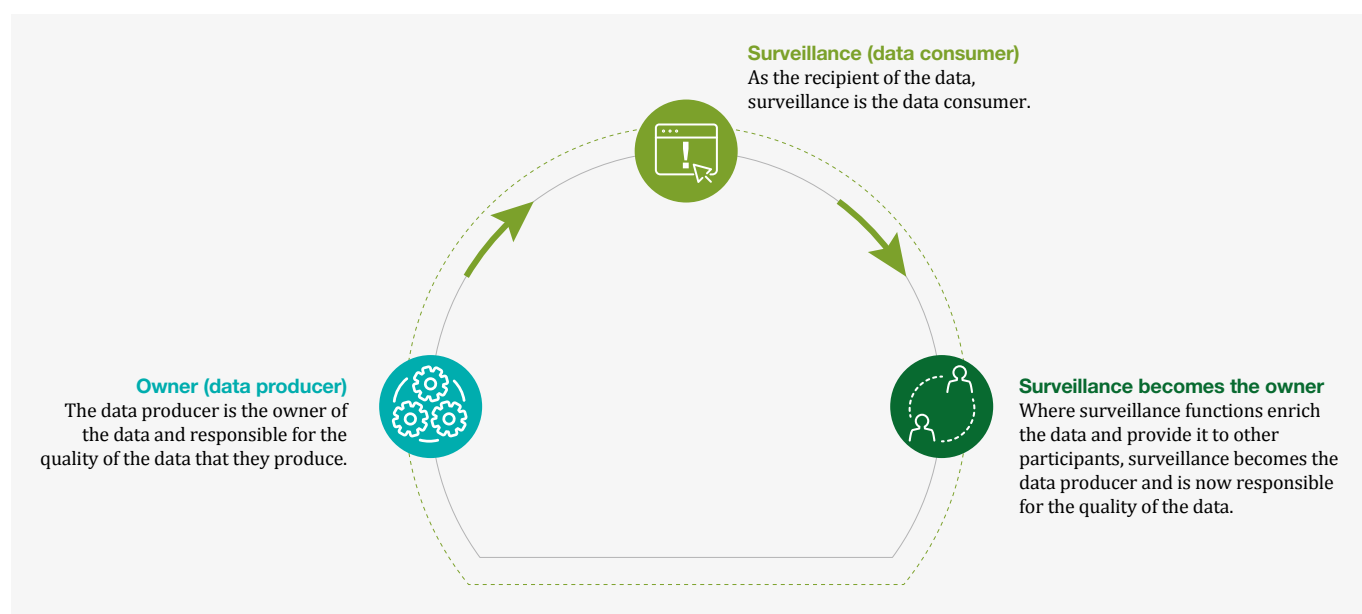 Surveillance (data consumer)
As the recipient of the data,
surveillance is the data consumer.
Owner (data producer)
The data producer is the owner of
the data and responsible for the
quality of the data that they produce.
Surveillance becomes the owner
Where surveillance functions enrich
the data and provide it to other
participants, surveillance becomes the
data producer and is now responsible
for the quality of the data.